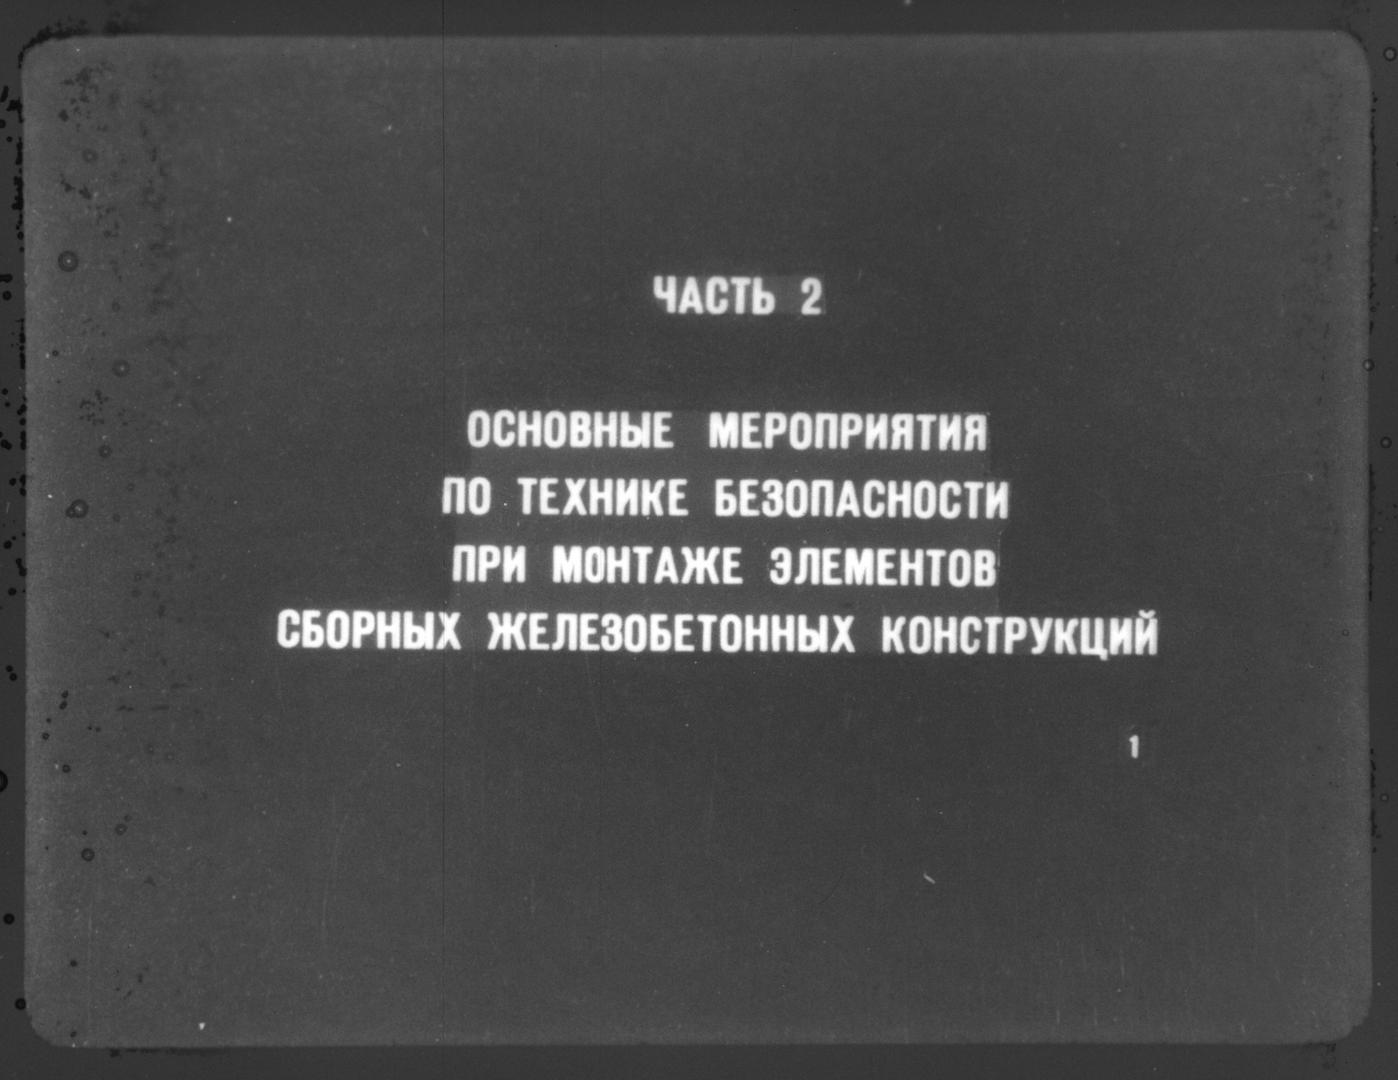 ЧАСТЬ 2
ОСНОВНЫЕ МЕРОПРИЯТИЯ
ПО ТЕХНИКЕ БЕЗОПАСНОСТИ
ПРИ МОНТАЖЕ ЭЛЕМЕНТОВ
СБОРНЫХ ЖЕЛЕЗОБЕТОННЫХ КОНСТРУКЦИЙ
1